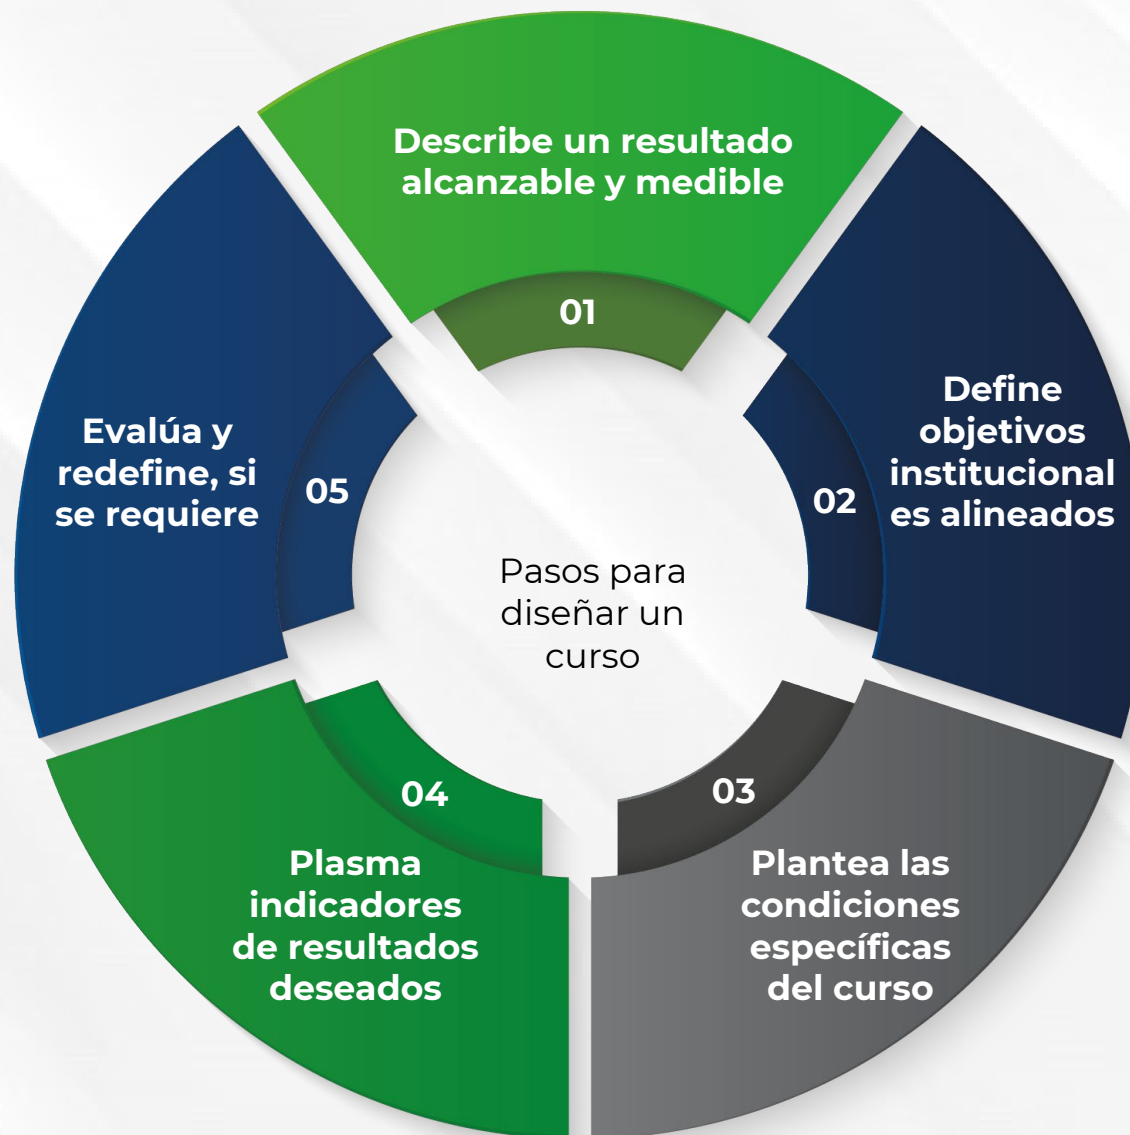 Describe un resultado
alcanzable y medible
01
Define
objetivos
institucional
es alineados
02
Plantea las
condiciones
específicas
del curso
03
Plasma
indicadores
de resultados
deseados
04
Evalúa y
redefine, si
se requiere
05
Pasos para
diseñar un
curso